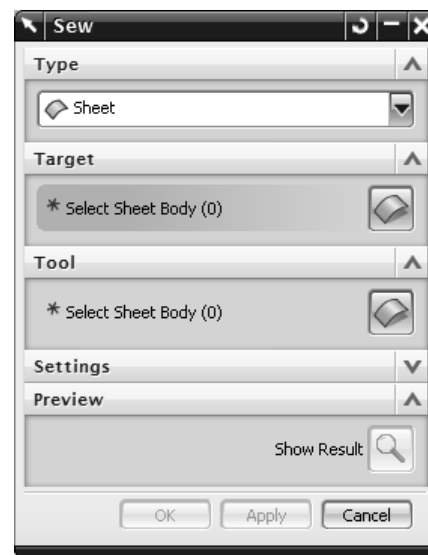 Sew
Type
Sheet
Target
* Select Sheet Body (0)
Tool
* Select Sheet Body (0)
Settings
Preview
Show Result
OK Apply Cancel